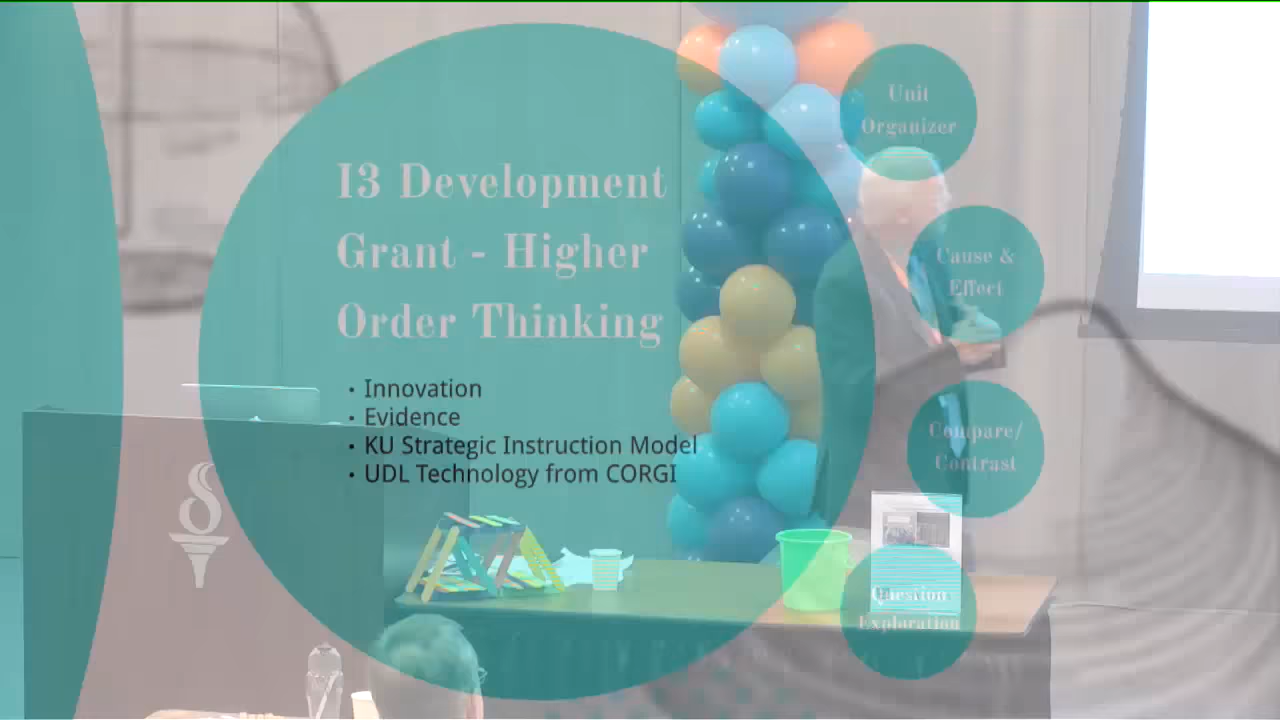 I3 Development
Grant - Higher
Order Thinking
• Innovation
• Evidence
• KU Strategic Instruction Model
• UDL Technology from CORGI
Unit
Organizer
Cause &
Effect
Compare/
Contrast
Question
Exploration